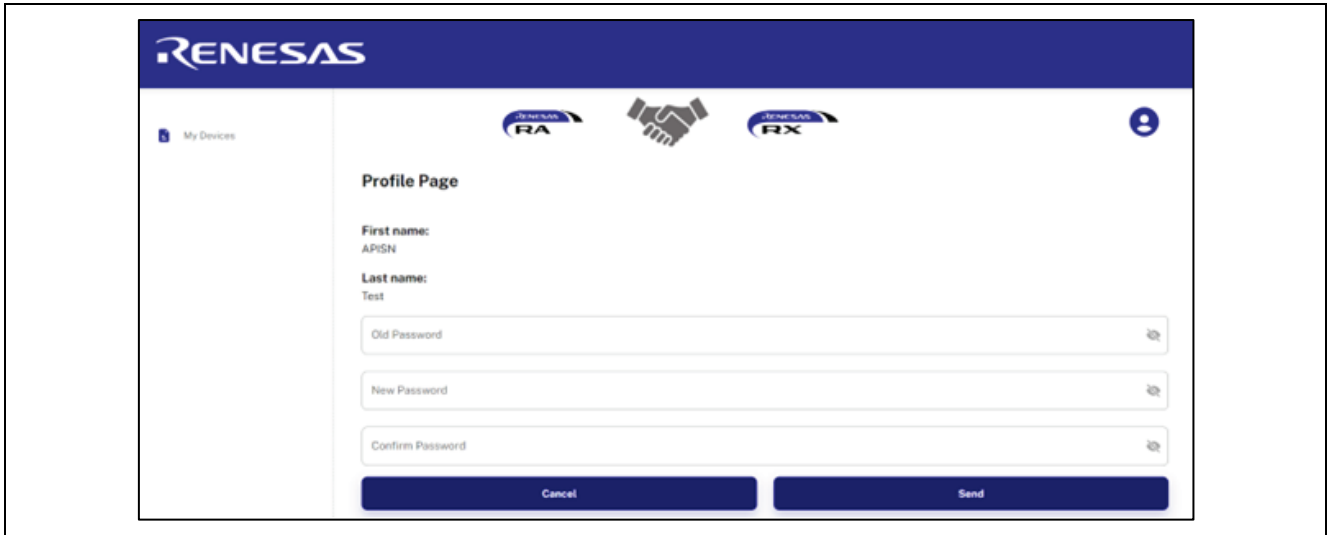 RENESAS
My Devices
RENESAS
RA
RENESAS
RX
Profile Page
First name:
APISN
Last name:
Test
Old Password
New Password
Confirm Password
Cancel
Send